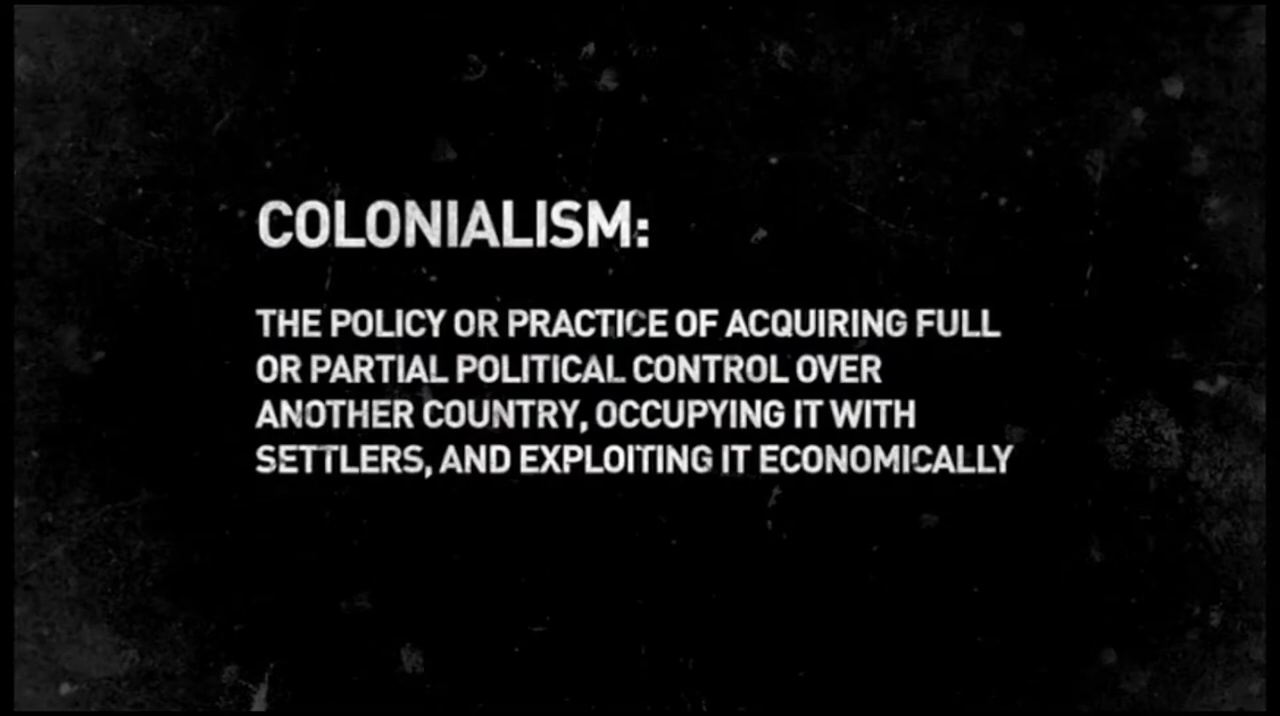 COLONIALISM:
THE POLICY OR PRACTICE OF ACQUIRING FULL
OR PARTIAL POLITICAL CONTROL OVER
ANOTHER COUNTRY, OCCUPYING IT WITH
SETTLERS, AND EXPLOITING IT ECONOMICALLY